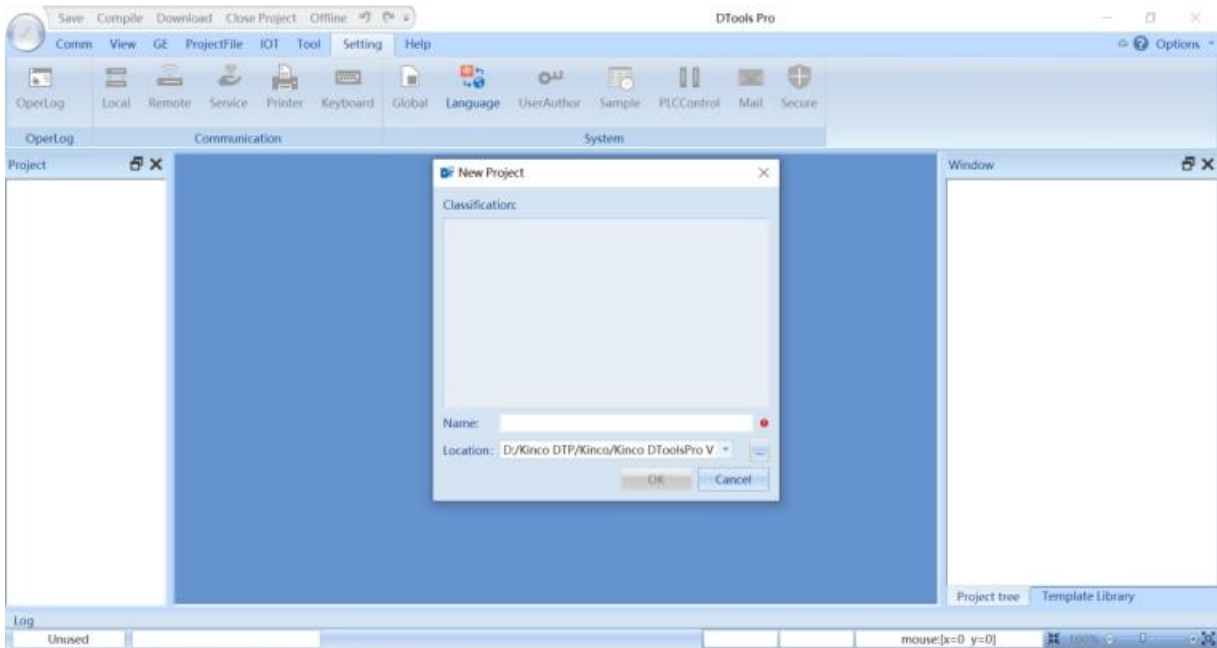 Save Compile Download Close Project Offline DTools Pro
Comm View GE ProjectFile IOT Tool Setting Help Options
OperLog Local Remote Service Printer Keyboard Global Language UserAuthor Sample PLCControl Mail Secure
OperLog Communication System
Project
Window
New Project
Classification:
Name:
Location: D:/Kinco DTP/Kinco/Kinco DToolsPro V
OK Cancel
Project tree Template Library
Log
Unused mouse:[x=0 y=0] 100%